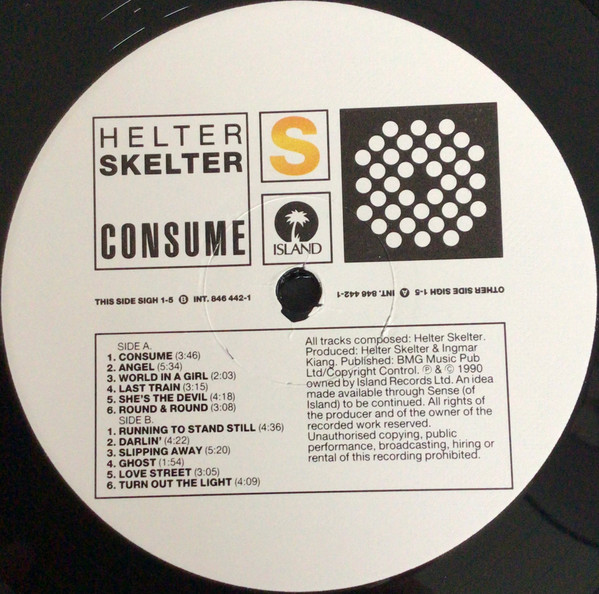 HELTER
SKELTER
CONSUME
S
ISLAND
THIS SIDE SIGH 1-5 Ⓑ INT. 846 442-1
OTHER SIDE SIGH 1-5 Ⓐ INT. 846 442-1
SIDE A.
1. CONSUME (3:46)
2. ANGEL (5:34)
3. WORLD IN A GIRL (2:03)
4. LAST TRAIN (3:15)
5. SHE'S THE DEVIL (4:18)
6. ROUND & ROUND (3:08)
SIDE B.
1. RUNNING TO STAND STILL (4:36)
2. DARLIN' (4:22)
3. SLIPPING AWAY (5:20)
4. GHOST (1:54)
5. LOVE STREET (3:05)
6. TURN OUT THE LIGHT (4:09)
All tracks composed: Helter Skelter.
Produced: Helter Skelter & Ingmar
Kiang. Published: BMG Music Pub
Ltd/Copyright Control. ℗ & © 1990
owned by Island Records Ltd. An idea
made available through Sense (of
Island) to be continued. All rights of
the producer and of the owner of the
recorded work reserved.
Unauthorised copying, public
performance, broadcasting, hiring or
rental of this recording prohibited.